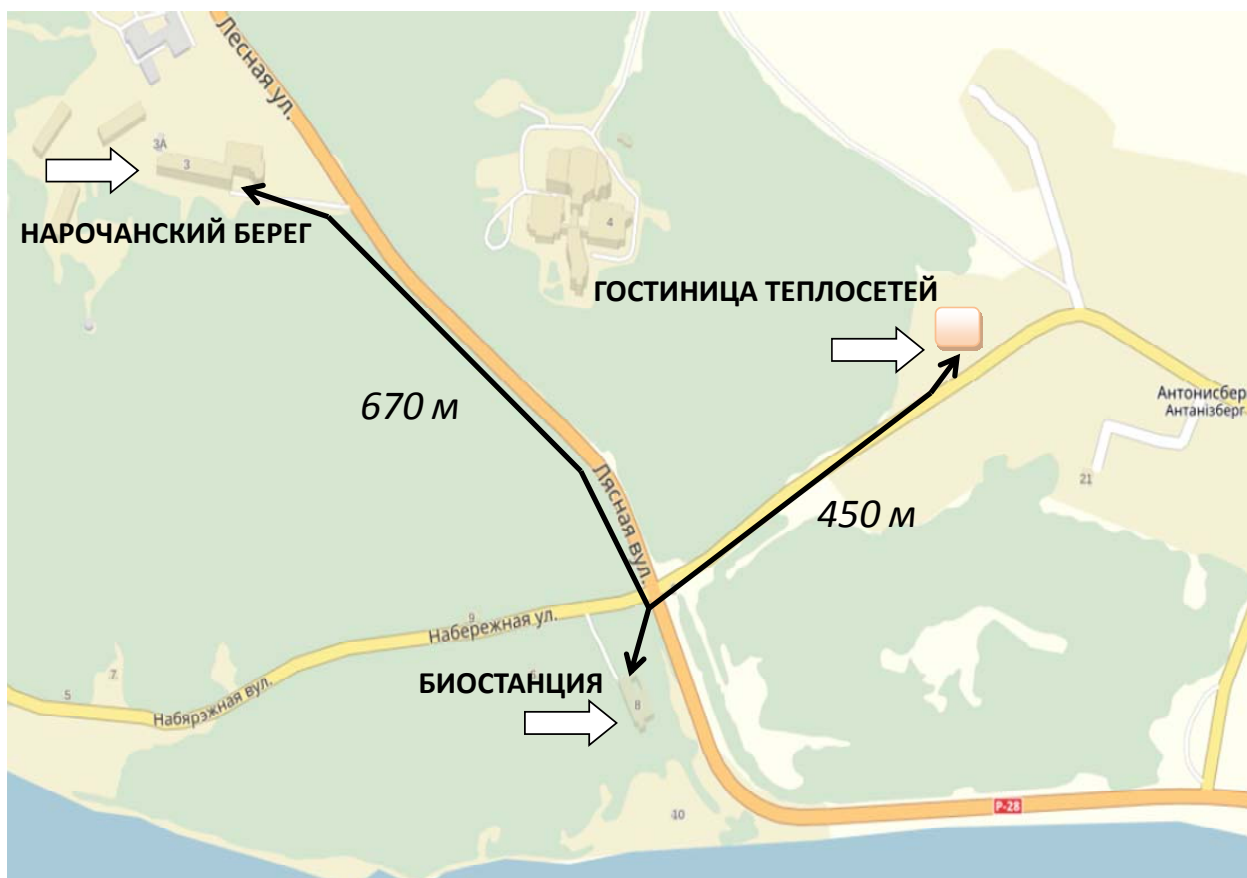 Лесная ул.
3А
3
НАРОЧАНСКИЙ БЕРЕГ
4
ГОСТИНИЦА ТЕПЛОСЕТЕЙ
670 м
Антонисбер
Антанізберг
21
450 м
Лясная вул.
9
Набережная ул.
7
5
Набярэжная вул.
БИОСТАНЦИЯ
8
10
Р-28